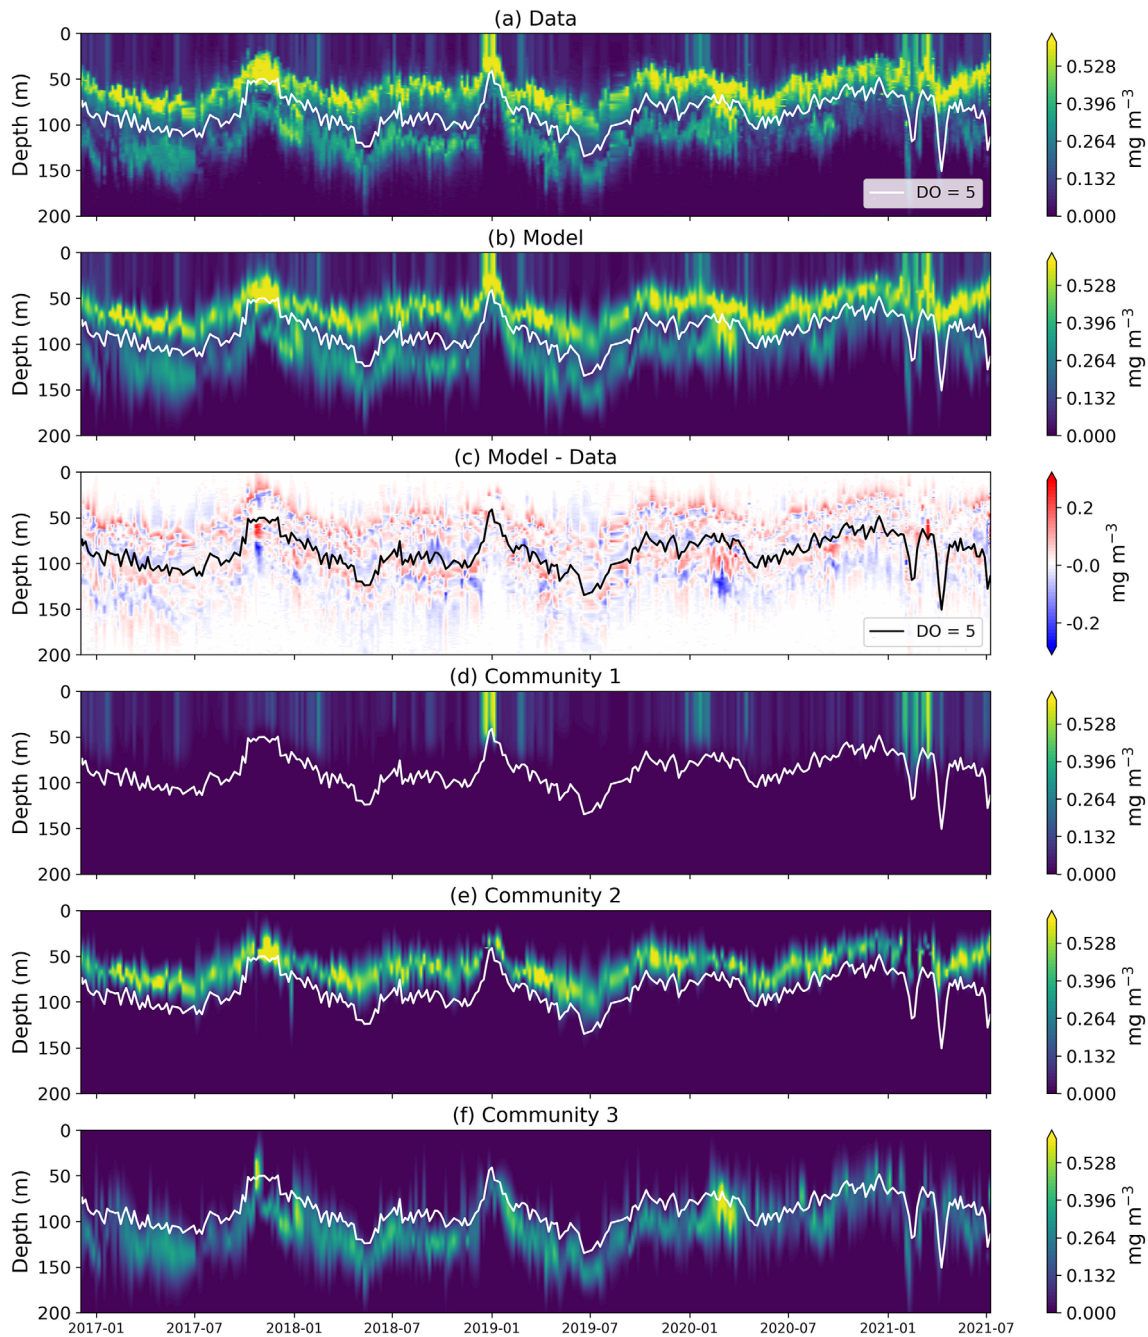 (a) Data
0
50
100
150
200
Depth (m)
DO = 5
0.528
0.396
0.264
0.132
0.000
mg m⁻³
(b) Model
0
50
100
150
200
Depth (m)
0.528
0.396
0.264
0.132
0.000
mg m⁻³
(c) Model - Data
0
50
100
150
200
Depth (m)
DO = 5
0.2
-0.0
-0.2
mg m⁻³
(d) Community 1
0
50
100
150
200
Depth (m)
0.528
0.396
0.264
0.132
0.000
mg m⁻³
(e) Community 2
0
50
100
150
200
Depth (m)
0.528
0.396
0.264
0.132
0.000
mg m⁻³
(f) Community 3
0
50
100
150
200
Depth (m)
0.528
0.396
0.264
0.132
0.000
mg m⁻³
2017-01 2017-07 2018-01 2018-07 2019-01 2019-07 2020-01 2020-07 2021-01 2021-07